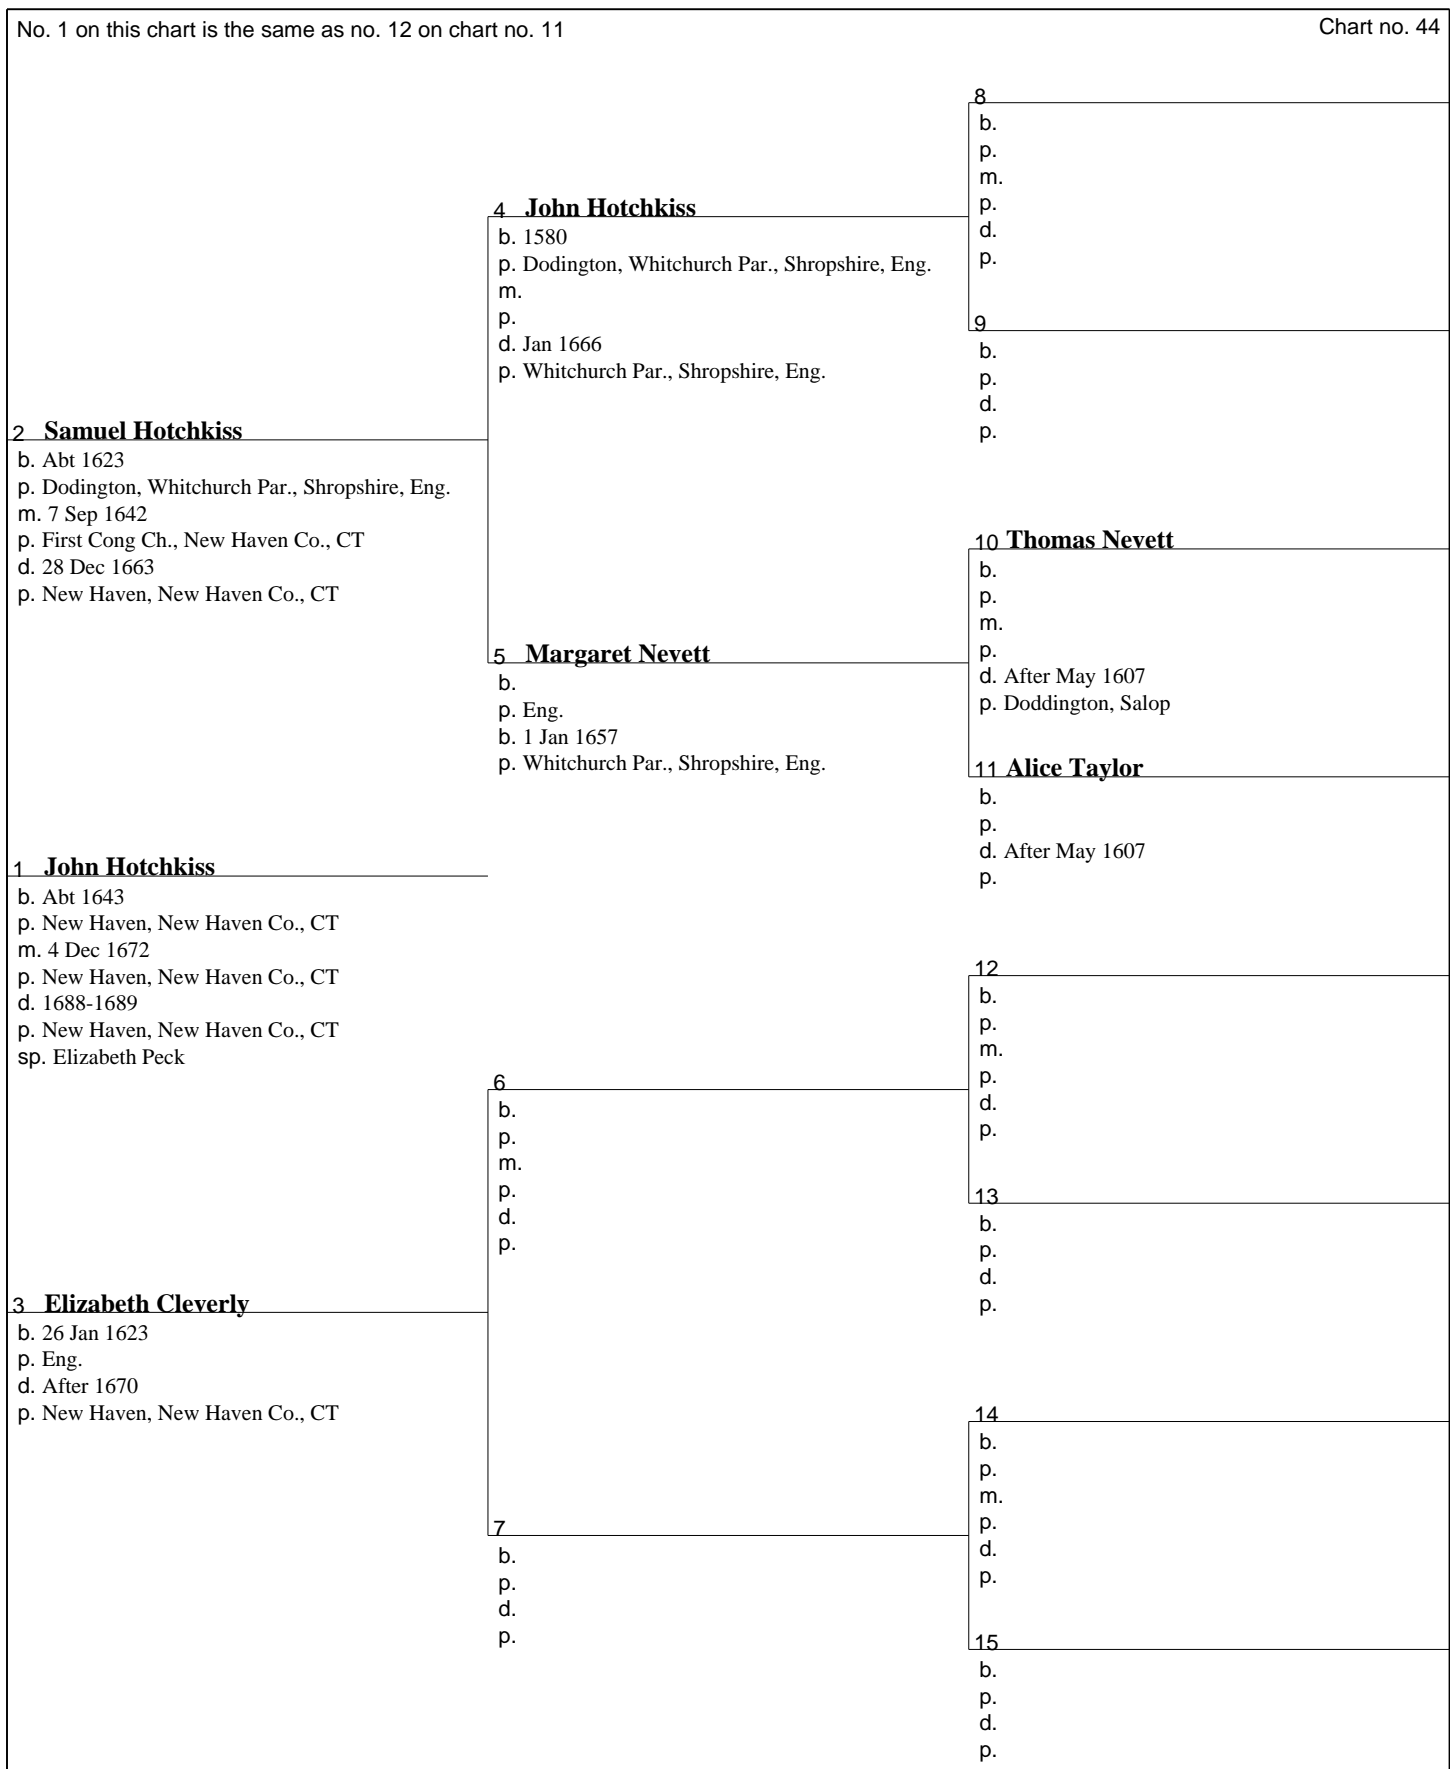 No. 1 on this chart is the same as no. 12 on chart no. 11
Chart no. 44
8
b.
p.
m.
p.
d.
p.
4 John Hotchkiss
b. 1580
p. Dodington, Whitchurch Par., Shropshire, Eng.
m.
p.
d. Jan 1666
p. Whitchurch Par., Shropshire, Eng.
9
b.
p.
d.
p.
2 Samuel Hotchkiss
b. Abt 1623
p. Dodington, Whitchurch Par., Shropshire, Eng.
m. 7 Sep 1642
p. First Cong Ch., New Haven Co., CT
d. 28 Dec 1663
p. New Haven, New Haven Co., CT
10 Thomas Nevett
b.
p.
m.
p.
d. After May 1607
p. Doddington, Salop
5 Margaret Nevett
b.
p. Eng.
b. 1 Jan 1657
p. Whitchurch Par., Shropshire, Eng.
11 Alice Taylor
b.
p.
d. After May 1607
p.
1 John Hotchkiss
b. Abt 1643
p. New Haven, New Haven Co., CT
m. 4 Dec 1672
p. New Haven, New Haven Co., CT
d. 1688-1689
p. New Haven, New Haven Co., CT
sp. Elizabeth Peck
12
b.
p.
m.
p.
d.
p.
6
b.
p.
m.
p.
d.
p.
13
b.
p.
d.
p.
3 Elizabeth Cleverly
b. 26 Jan 1623
p. Eng.
d. After 1670
p. New Haven, New Haven Co., CT
14
b.
p.
m.
p.
d.
p.
7
b.
p.
d.
p.
15
b.
p.
d.
p.